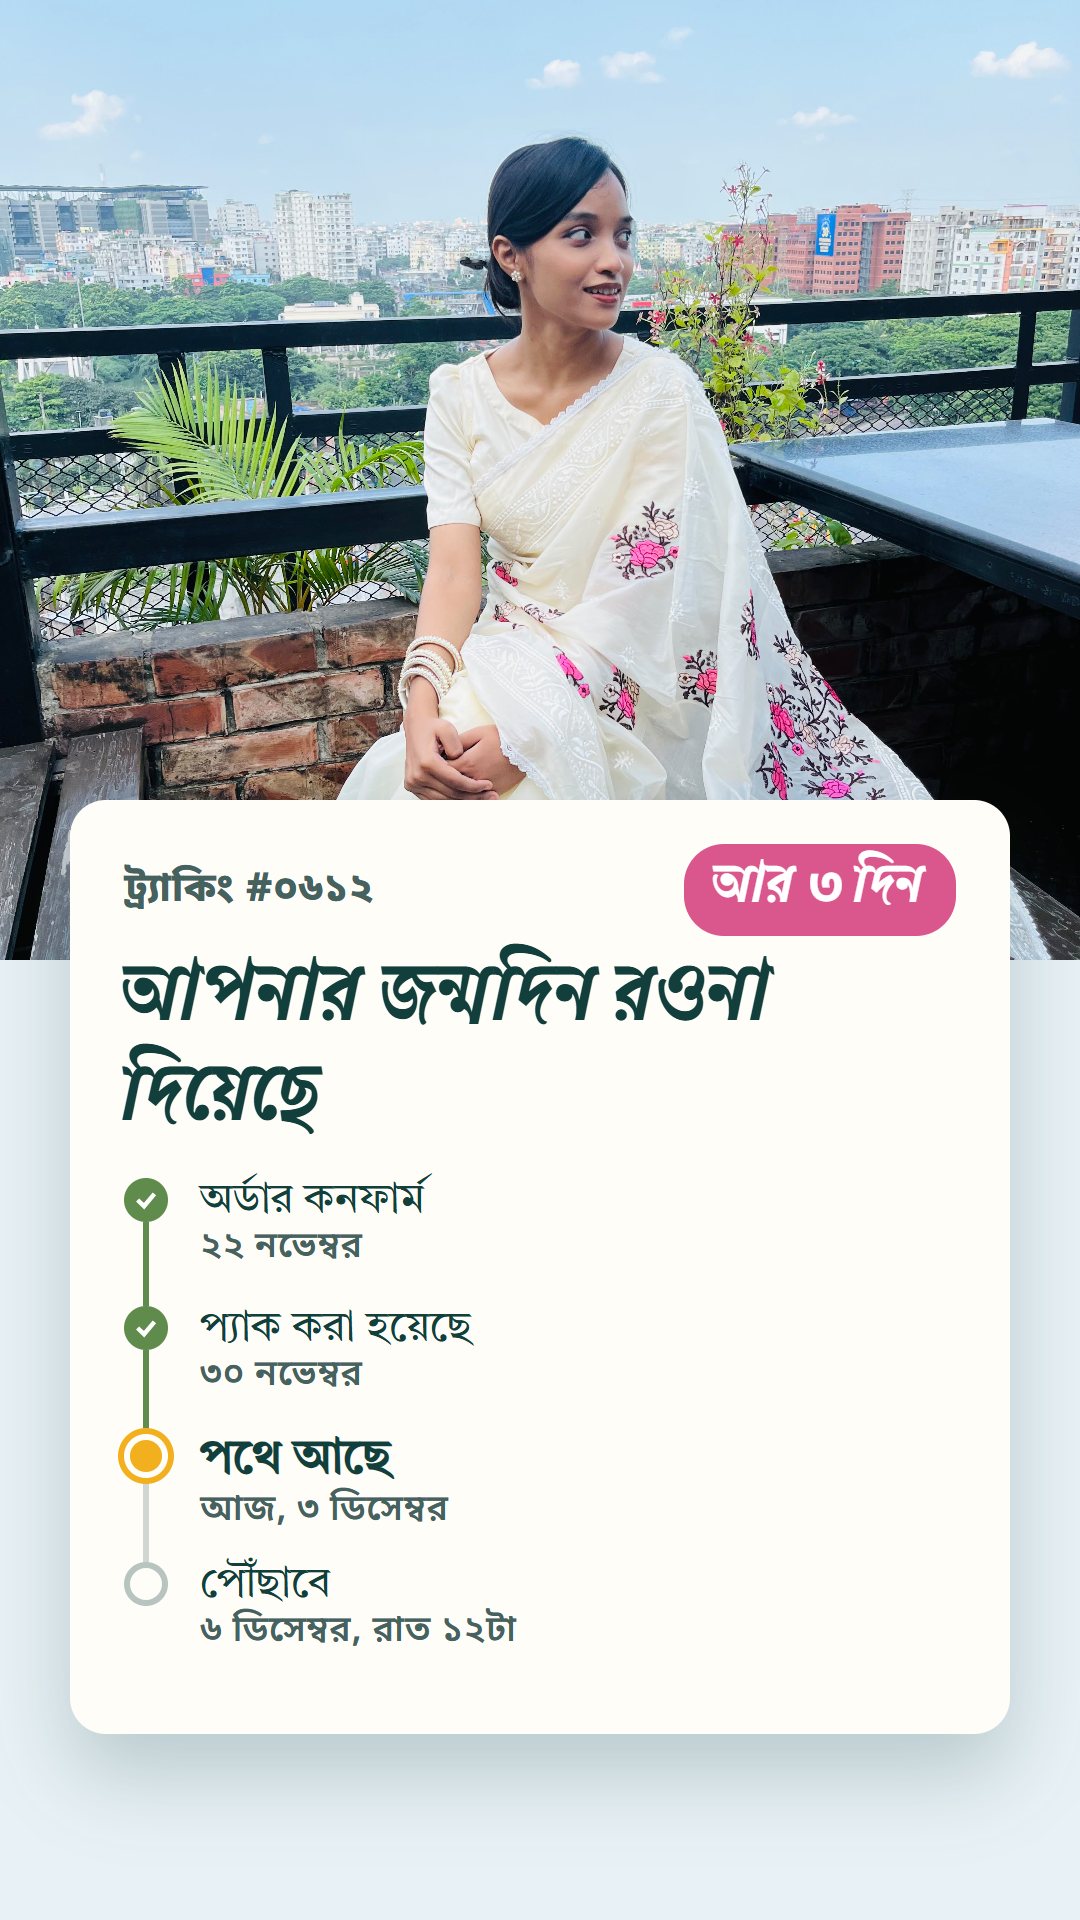 ট্র্যাকিং #০৬১২
আর ৩ দিন
আপনার জন্মদিন রওনা
দিয়েছে
অর্ডার কনফার্ম
২২ নভেম্বর
প্যাক করা হয়েছে
৩০ নভেম্বর
পথে আছে
আজ, ৩ ডিসেম্বর
পৌঁছাবে
৬ ডিসেম্বর, রাত ১২টা